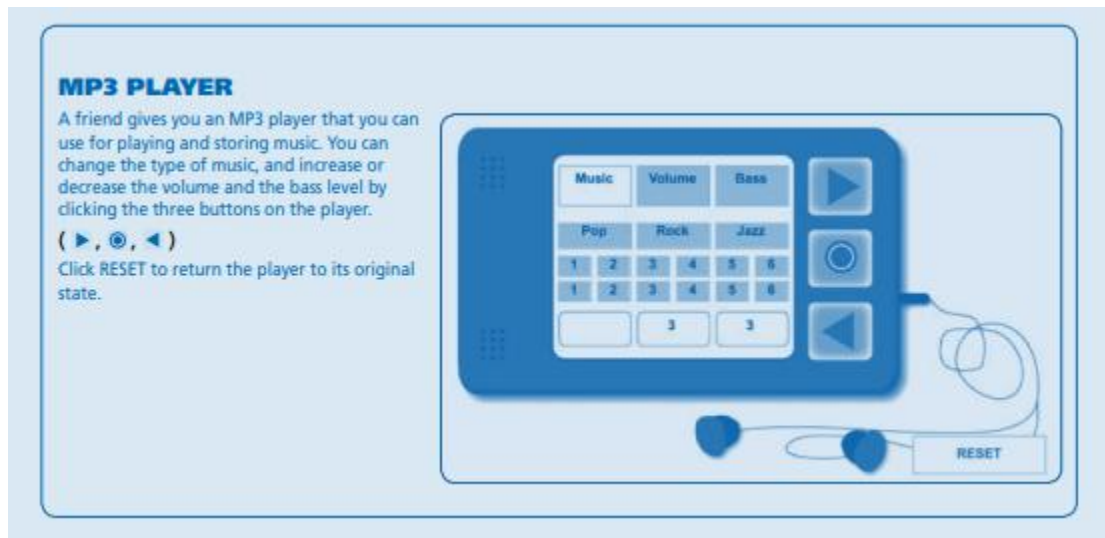 MP3 PLAYER
A friend gives you an MP3 player that you can
use for playing and storing music. You can
change the type of music, and increase or
decrease the volume and the bass level by
clicking the three buttons on the player.
( ▶ , ◉ , ◀ )
Click RESET to return the player to its original
state.
Music Volume Bass
Pop Rock Jazz
1 2 3 4 5 6
1 2 3 4 5 6
3 3
RESET